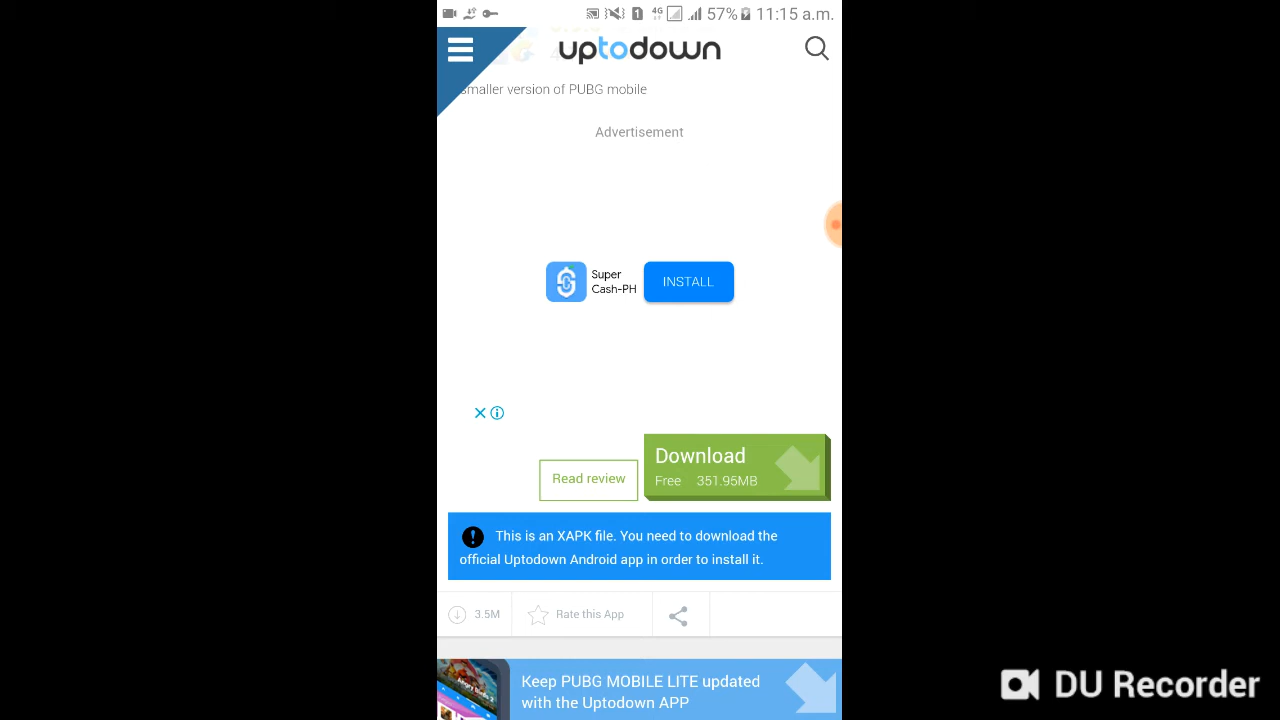 1 4G 57% 11:15 a.m.
uptodown
smaller version of PUBG mobile
Advertisement
Super
Cash-PH
INSTALL
Download
Read review
Free 351.95MB
This is an XAPK file. You need to download the
official Uptodown Android app in order to install it.
3.5M Rate this App
Keep PUBG MOBILE LITE updated
with the Uptodown APP
DU Recorder